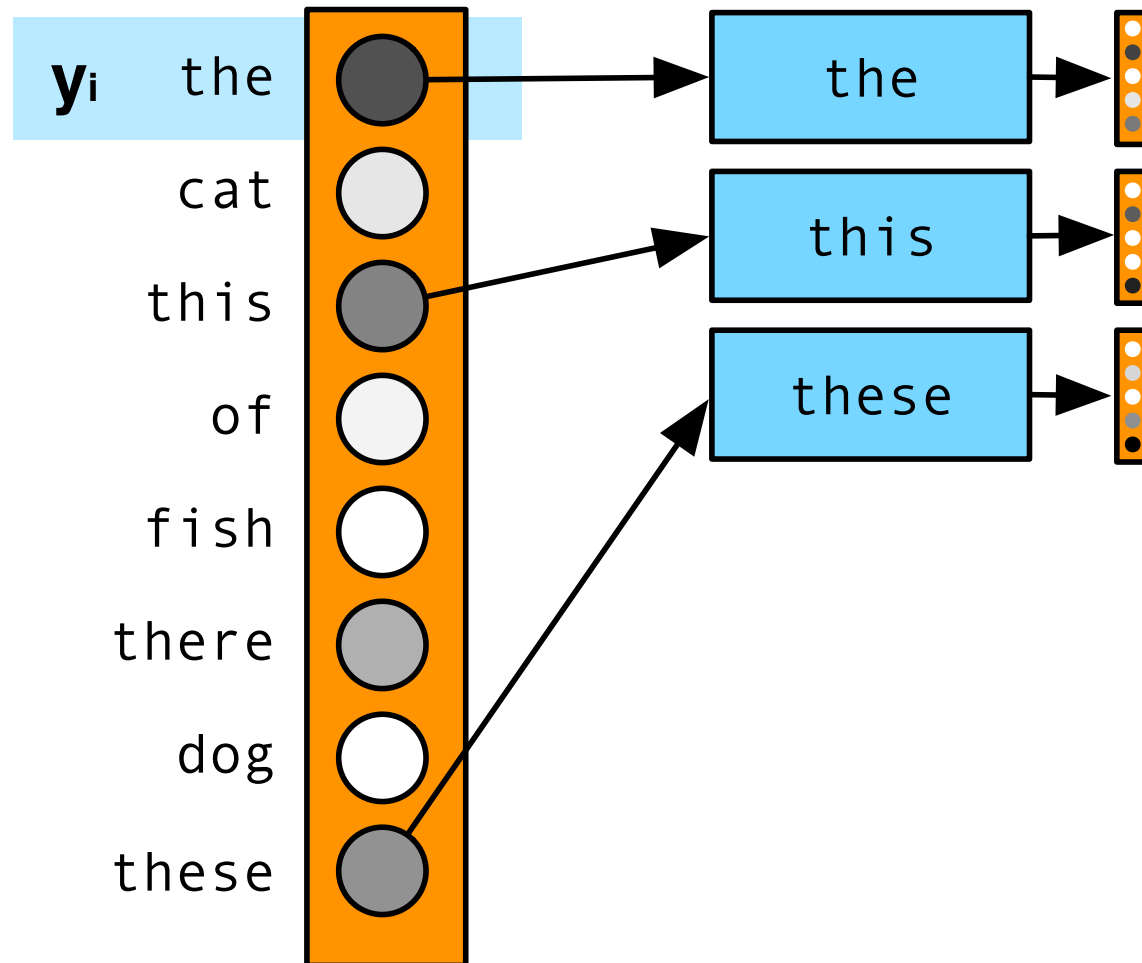 yi the
cat
this
of
fish
there
dog
these
the
this
these